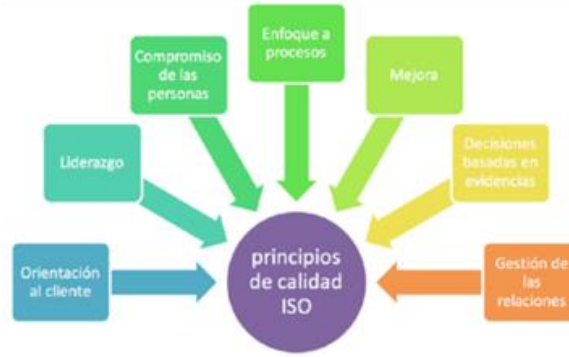 Enfoque a
procesos
Compromiso
de las
personas
Mejora
Liderazgo
Decisiones
basadas en
evidencias
Orientación
al cliente
principios
de calidad
ISO
Gestión de
las
relaciones